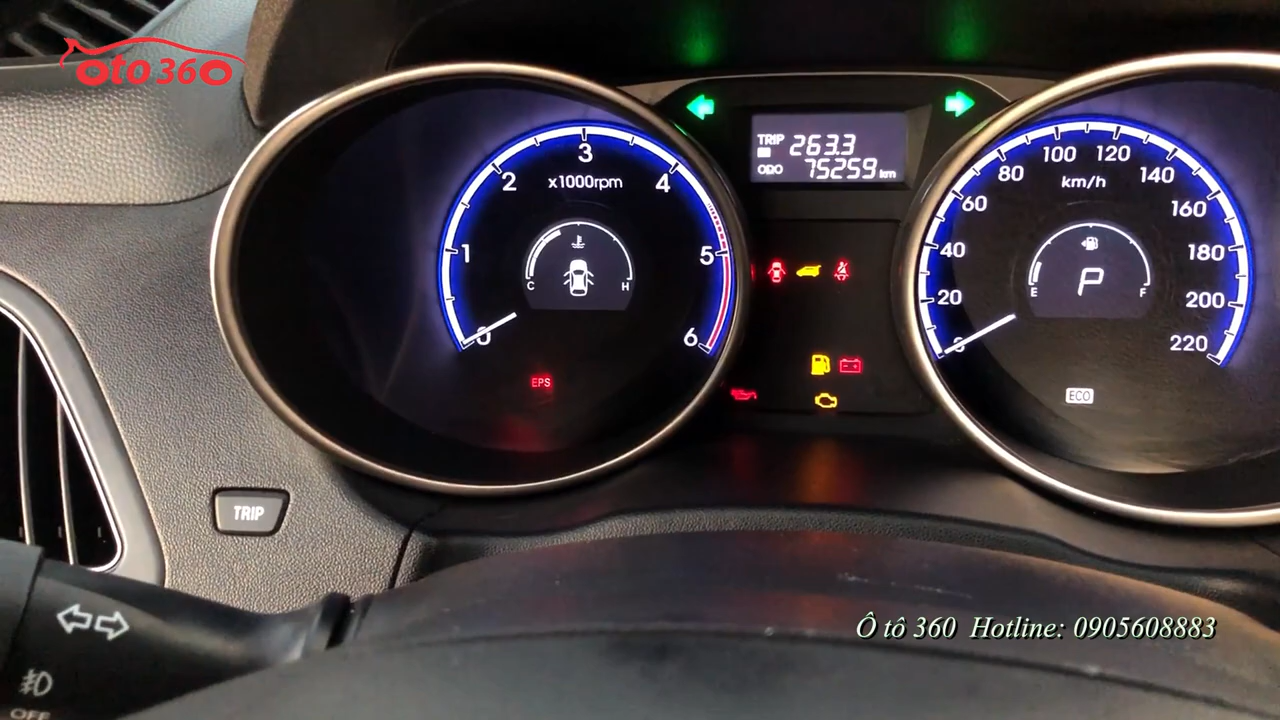 oto360
TRIP 263.3
ODO 75259 km
0 1 2 3 4 5 6
x1000rpm
C H
EPS
0 20 40 60 80 100 120 140 160 180 200 220
km/h
E F
P
ECO
TRIP
OFF
Ô tô 360 Hotline: 0905608883